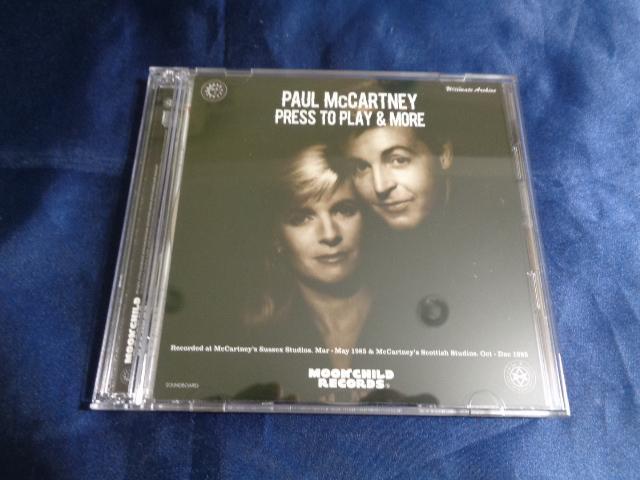 Ultimate Archive
PAUL McCARTNEY
PRESS TO PLAY & MORE
Recorded at McCartney's Sussex Studios. Mar - May 1985 & McCartney's Scottish Studios. Oct - Dec 1985
MOONCHILD
RECORDS
SOUNDBOARD
MOONCHILD